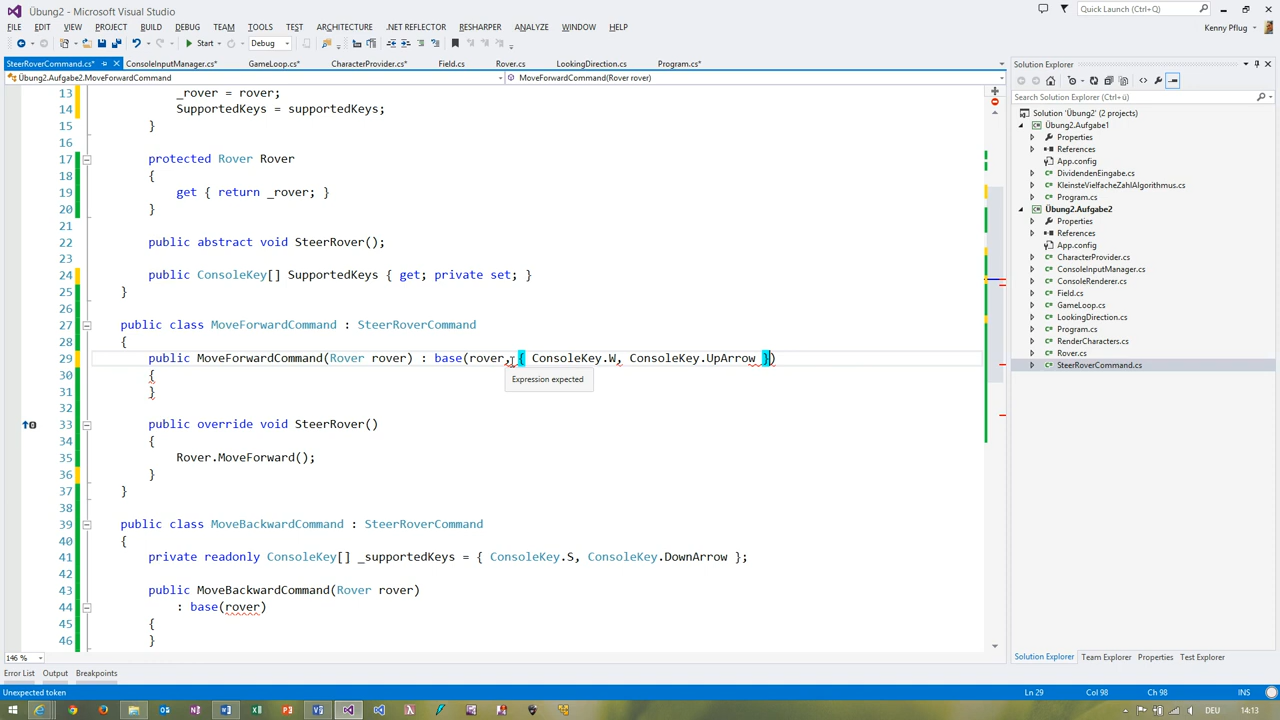 Übung2 - Microsoft Visual Studio
Quick Launch (Ctrl+Q)
FILE EDIT VIEW PROJECT BUILD DEBUG TEAM TOOLS TEST ARCHITECTURE .NET REFLECTOR RESHARPER ANALYZE WINDOW HELP
Kenny Pflug
Start Debug
SteerRoverCommand.cs* ConsoleInputManager.cs* GameLoop.cs* CharacterProvider.cs* Field.cs Rover.cs LookingDirection.cs Program.cs*
Übung2.Aufgabe2.MoveForwardCommand MoveForwardCommand(Rover rover)
13 _rover = rover;
14 SupportedKeys = supportedKeys;
15 }
16
17 protected Rover Rover
18 {
19 get { return _rover; }
20 }
21
22 public abstract void SteerRover();
23
24 public ConsoleKey[] SupportedKeys { get; private set; }
25 }
26
27 public class MoveForwardCommand : SteerRoverCommand
28 {
29 public MoveForwardCommand(Rover rover) : base(rover, { ConsoleKey.W, ConsoleKey.UpArrow })
Expression expected
30 {
31 }
32
33 public override void SteerRover()
34 {
35 Rover.MoveForward();
36 }
37 }
38
39 public class MoveBackwardCommand : SteerRoverCommand
40 {
41 private readonly ConsoleKey[] _supportedKeys = { ConsoleKey.S, ConsoleKey.DownArrow };
42
43 public MoveBackwardCommand(Rover rover)
44 : base(rover)
45 {
46 }
146 %
Solution Explorer
Search Solution Explorer (Ctrl+ü)
Solution 'Übung2' (2 projects)
Übung2.Aufgabe1
Properties
References
App.config
DividendenEingabe.cs
KleinsteVielfacheZahlAlgorithmus.cs
Program.cs
Übung2.Aufgabe2
Properties
References
App.config
CharacterProvider.cs
ConsoleInputManager.cs
ConsoleRenderer.cs
Field.cs
GameLoop.cs
LookingDirection.cs
Program.cs
RenderCharacters.cs
Rover.cs
SteerRoverCommand.cs
Solution Explorer Team Explorer Properties Test Explorer
Error List Output Breakpoints
Unexpected token Ln 29 Col 98 Ch 98 INS
DEU 14:13